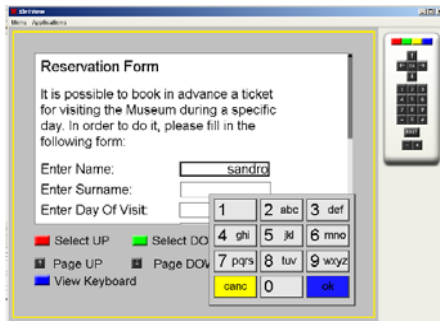 Menu Applications
Reservation Form
It is possible to book in advance a ticket
for visiting the Museum during a specific
day. In order to do it, please fill in the
following form:
Enter Name: sandro
Enter Surname:
Enter Day Of Visit:
Select UP Select DO
Page UP Page DOW
View Keyboard
1 2 abc 3 def
4 ghi 5 jkl 6 mno
7 pqrs 8 tuv 9 wxyz
canc 0 ok